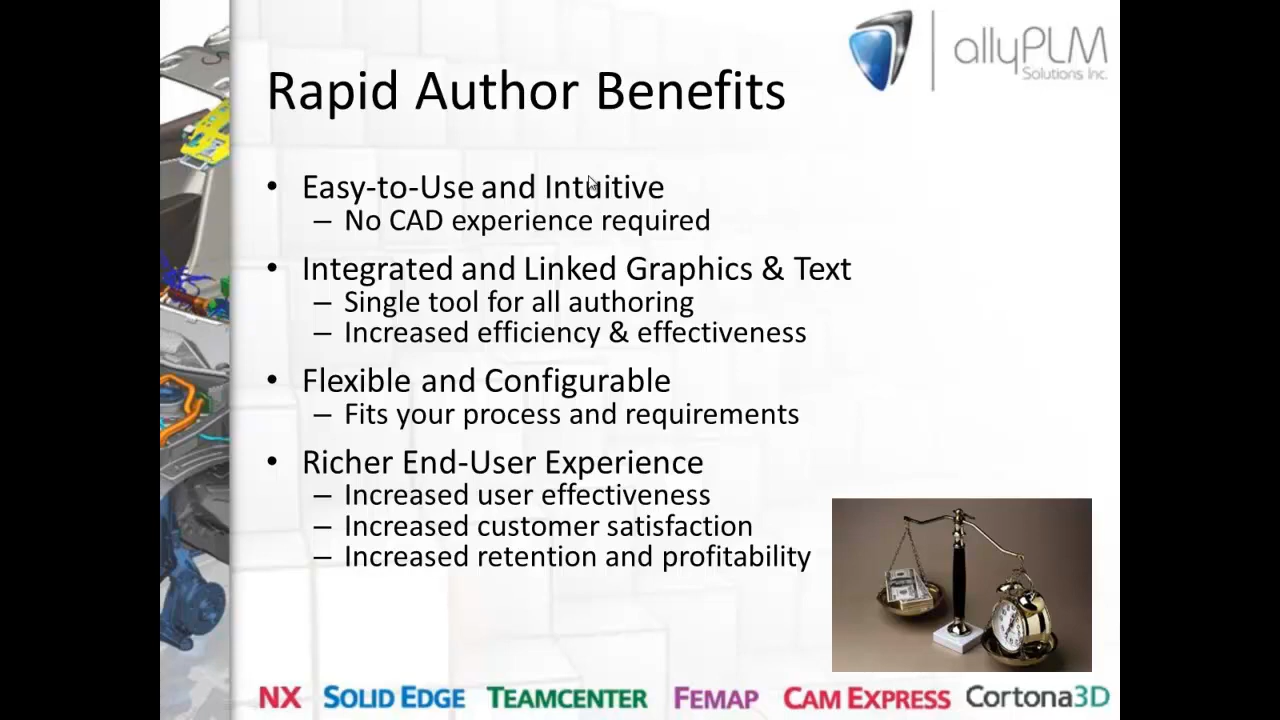 allyPLM
Solutions Inc.
Rapid Author Benefits
• Easy-to-Use and Intuitive
– No CAD experience required
• Integrated and Linked Graphics & Text
– Single tool for all authoring
– Increased efficiency & effectiveness
• Flexible and Configurable
– Fits your process and requirements
• Richer End-User Experience
– Increased user effectiveness
– Increased customer satisfaction
– Increased retention and profitability
NX SOLID EDGE TEAMCENTER FEMAP CAM EXPRESS Cortona3D